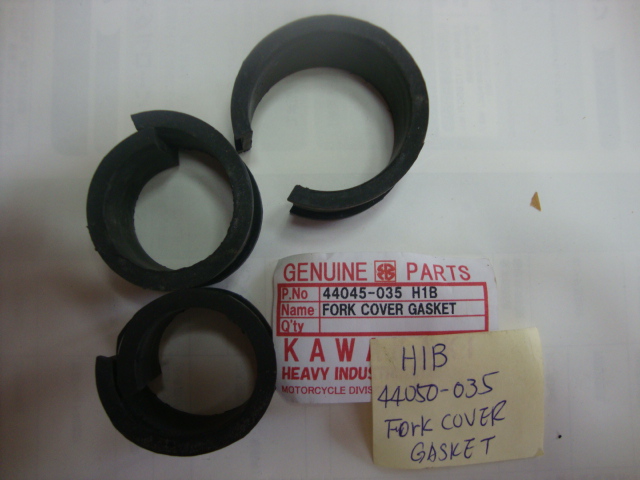 GENUINE PARTS
P.No 44045-035 H1B
Name FORK COVER GASKET
Q'ty
KAWA
HEAVY INDUS
MOTORCYCLE DIVIS
H1B
44050-035
Fork COVER
GASKET